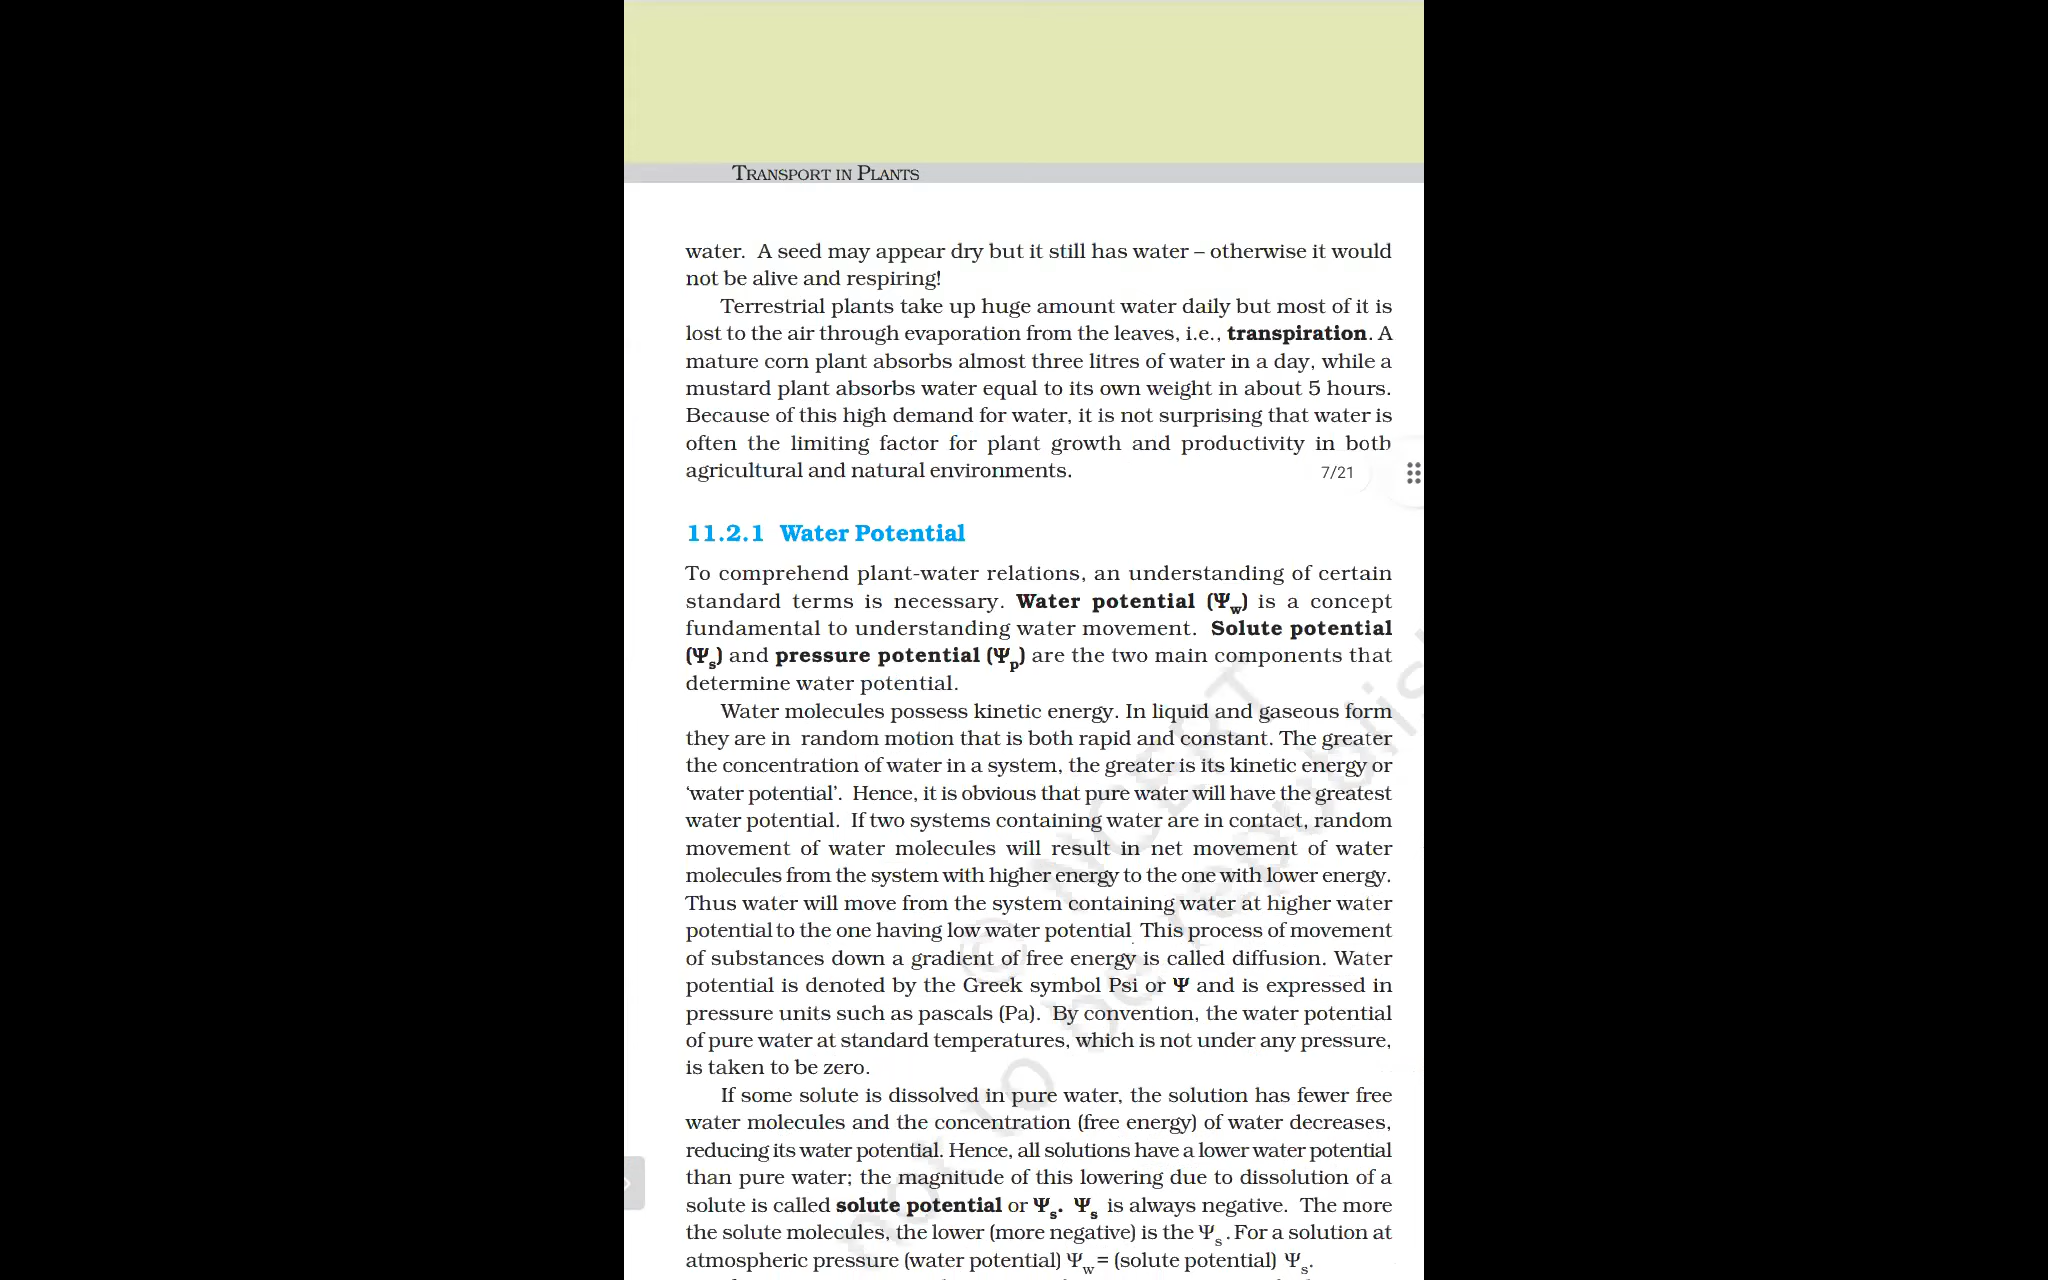 TRANSPORT IN PLANTS
water. A seed may appear dry but it still has water – otherwise it would
not be alive and respiring!
Terrestrial plants take up huge amount water daily but most of it is
lost to the air through evaporation from the leaves, i.e., transpiration. A
mature corn plant absorbs almost three litres of water in a day, while a
mustard plant absorbs water equal to its own weight in about 5 hours.
Because of this high demand for water, it is not surprising that water is
often the limiting factor for plant growth and productivity in both
agricultural and natural environments.
7/21
11.2.1 Water Potential
To comprehend plant-water relations, an understanding of certain
standard terms is necessary. Water potential (Ψw) is a concept
fundamental to understanding water movement. Solute potential
(Ψs) and pressure potential (Ψp) are the two main components that
determine water potential.
Water molecules possess kinetic energy. In liquid and gaseous form
they are in random motion that is both rapid and constant. The greater
the concentration of water in a system, the greater is its kinetic energy or
‘water potential’. Hence, it is obvious that pure water will have the greatest
water potential. If two systems containing water are in contact, random
movement of water molecules will result in net movement of water
molecules from the system with higher energy to the one with lower energy.
Thus water will move from the system containing water at higher water
potential to the one having low water potential This process of movement
of substances down a gradient of free energy is called diffusion. Water
potential is denoted by the Greek symbol Psi or Ψ and is expressed in
pressure units such as pascals (Pa). By convention, the water potential
of pure water at standard temperatures, which is not under any pressure,
is taken to be zero.
If some solute is dissolved in pure water, the solution has fewer free
water molecules and the concentration (free energy) of water decreases,
reducing its water potential. Hence, all solutions have a lower water potential
than pure water; the magnitude of this lowering due to dissolution of a
solute is called solute potential or Ψs. Ψs is always negative. The more
the solute molecules, the lower (more negative) is the Ψs . For a solution at
atmospheric pressure (water potential) Ψw = (solute potential) Ψs.
© NCERT
not to be republis